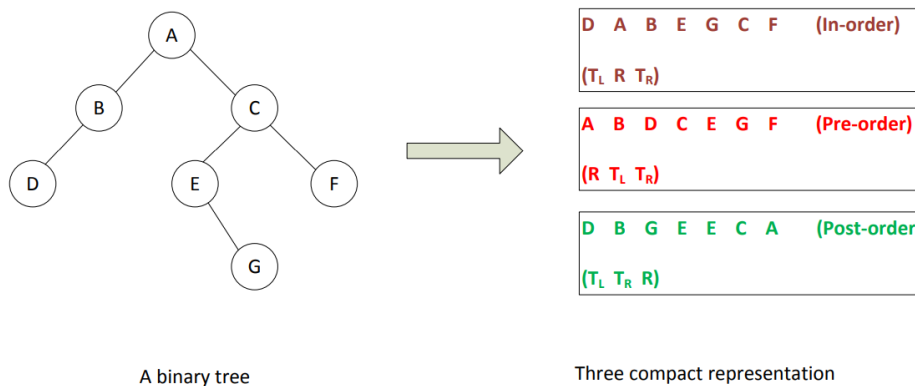 A
B
C
D
E
F
G
A binary tree
D A B E G C F (In-order)
(TL R TR)
A B D C E G F (Pre-order)
(R TL TR)
D B G E E C A (Post-order
(TL TR R)
Three compact representation